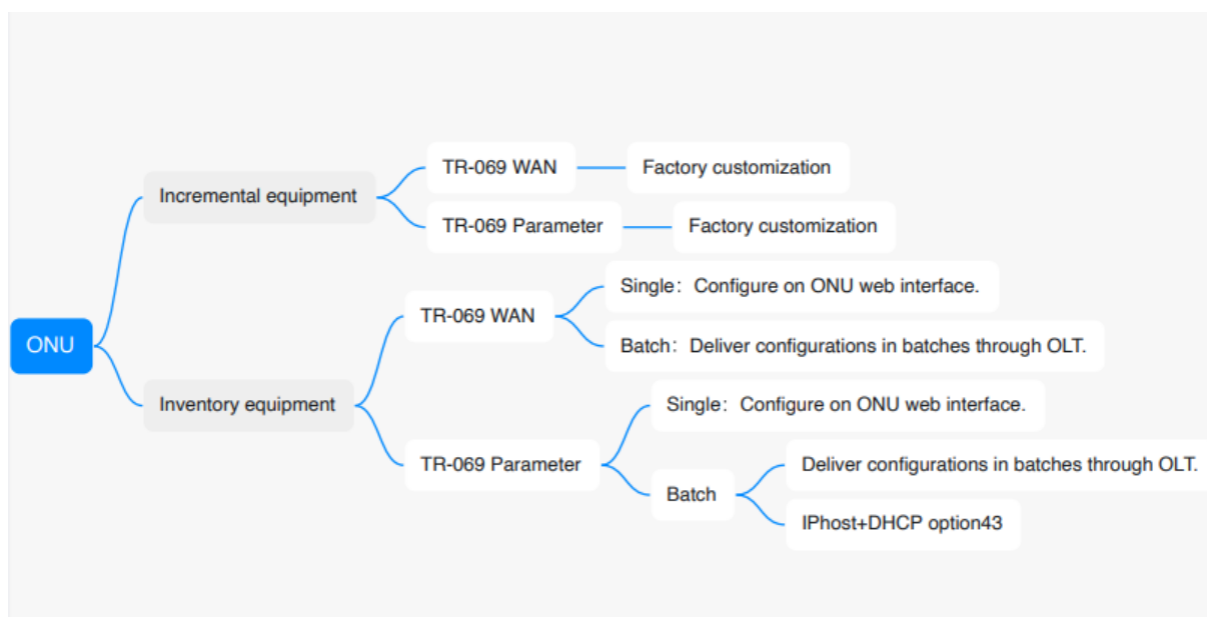 TR-069 WAN
Factory customization
Incremental equipment
TR-069 Parameter
Factory customization
Single：Configure on ONU web interface.
TR-069 WAN
ONU
Batch：Deliver configurations in batches through OLT.
Inventory equipment
Single：Configure on ONU web interface.
TR-069 Parameter
Deliver configurations in batches through OLT.
Batch
IPhost+DHCP option43